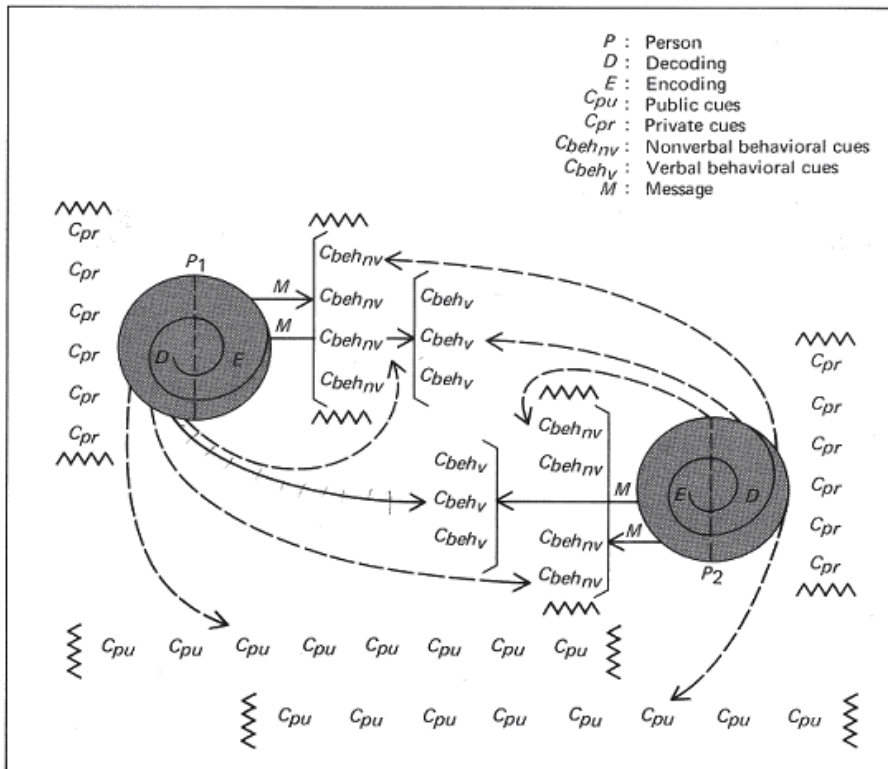 P : Person
D : Decoding
E : Encoding
Cpu : Public cues
Cpr : Private cues
Cbehnv : Nonverbal behavioral cues
Cbehv : Verbal behavioral cues
M : Message
Cpr
Cpr
Cpr
Cpr
Cpr
Cpr
P1
D E
M
M
Cbehnv
Cbehnv
Cbehnv
Cbehnv
Cbehv
Cbehv
Cbehv
Cbehv
Cbehv
Cbehv
Cbehnv
Cbehnv
Cbehnv
Cbehnv
M
M
E D
P2
Cpr
Cpr
Cpr
Cpr
Cpr
Cpr
Cpu Cpu Cpu Cpu Cpu Cpu Cpu Cpu
Cpu Cpu Cpu Cpu Cpu Cpu Cpu Cpu